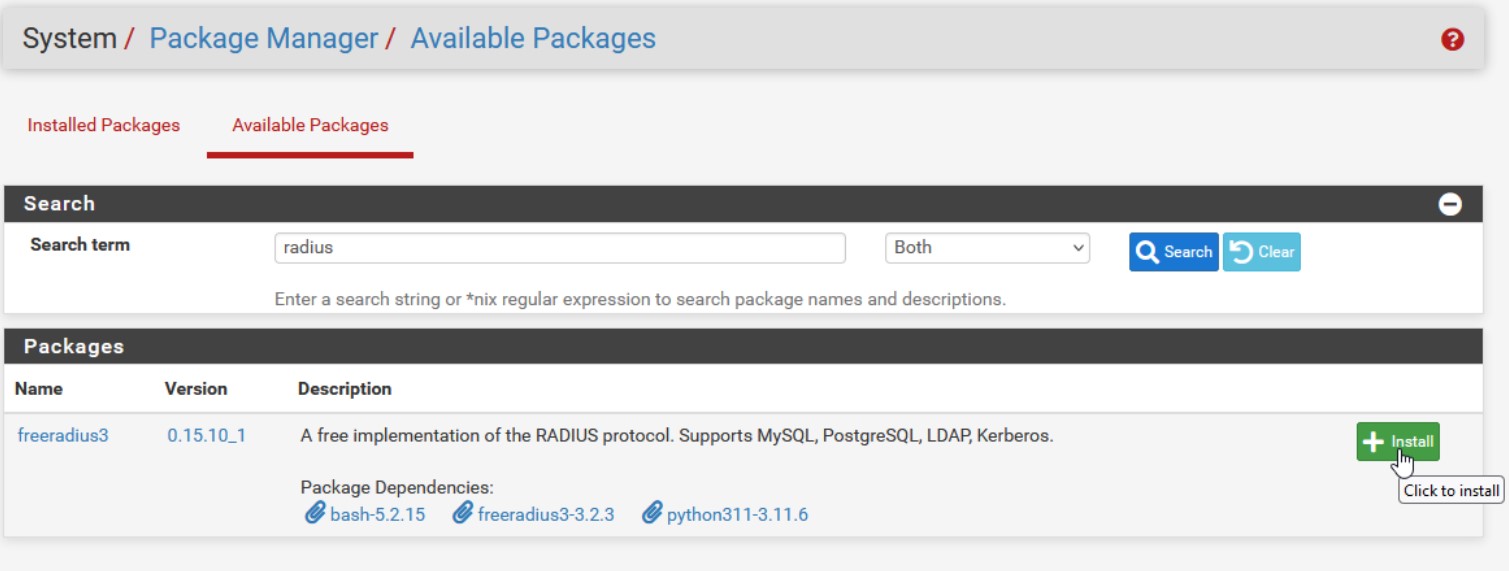 System / Package Manager / Available Packages
Installed Packages Available Packages
Search
Search term radius Both Search Clear
Enter a search string or *nix regular expression to search package names and descriptions.
Packages
Name Version Description
freeradius3 0.15.10_1 A free implementation of the RADIUS protocol. Supports MySQL, PostgreSQL, LDAP, Kerberos. Install
Click to install
Package Dependencies:
bash-5.2.15 freeradius3-3.2.3 python311-3.11.6